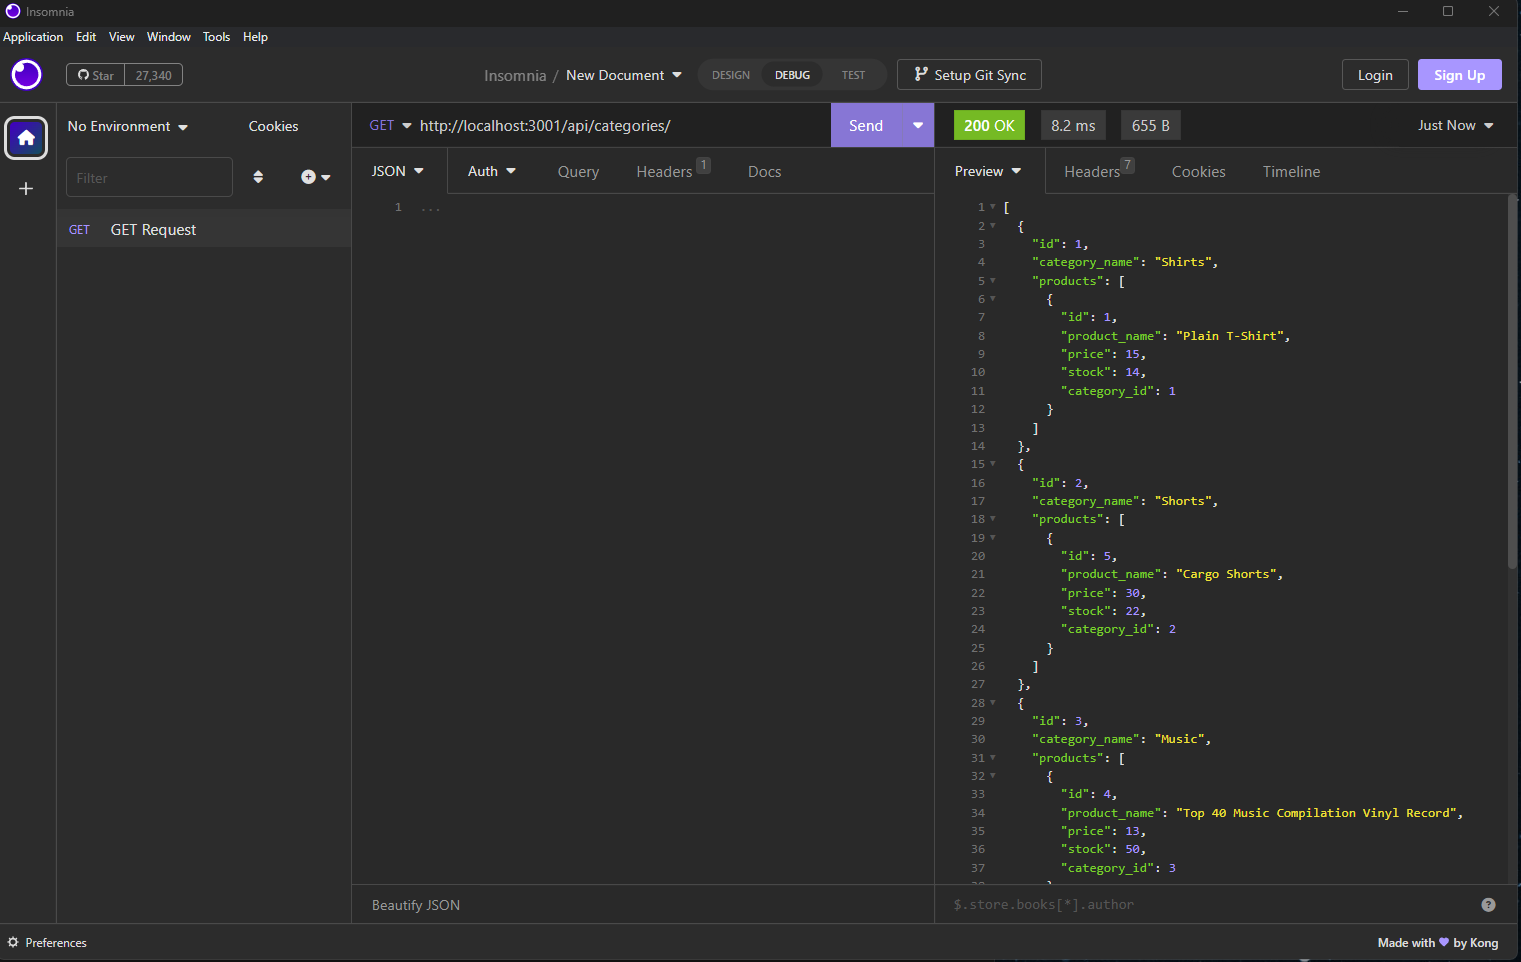 Insomnia
Application Edit View Window Tools Help
Star 27,340
Insomnia / New Document
DESIGN DEBUG TEST
Setup Git Sync
Login Sign Up
No Environment Cookies
Filter
GET GET Request
GET http://localhost:3001/api/categories/ Send
JSON Auth Query Headers 1 Docs
1 ...
Beautify JSON
200 OK 8.2 ms 655 B Just Now
Preview Headers 7 Cookies Timeline
1 [
2 {
3 "id": 1,
4 "category_name": "Shirts",
5 "products": [
6 {
7 "id": 1,
8 "product_name": "Plain T-Shirt",
9 "price": 15,
10 "stock": 14,
11 "category_id": 1
12 }
13 ]
14 },
15 {
16 "id": 2,
17 "category_name": "Shorts",
18 "products": [
19 {
20 "id": 5,
21 "product_name": "Cargo Shorts",
22 "price": 30,
23 "stock": 22,
24 "category_id": 2
25 }
26 ]
27 },
28 {
29 "id": 3,
30 "category_name": "Music",
31 "products": [
32 {
33 "id": 4,
34 "product_name": "Top 40 Music Compilation Vinyl Record",
35 "price": 13,
36 "stock": 50,
37 "category_id": 3
$.store.books[*].author
Preferences
Made with ♥ by Kong